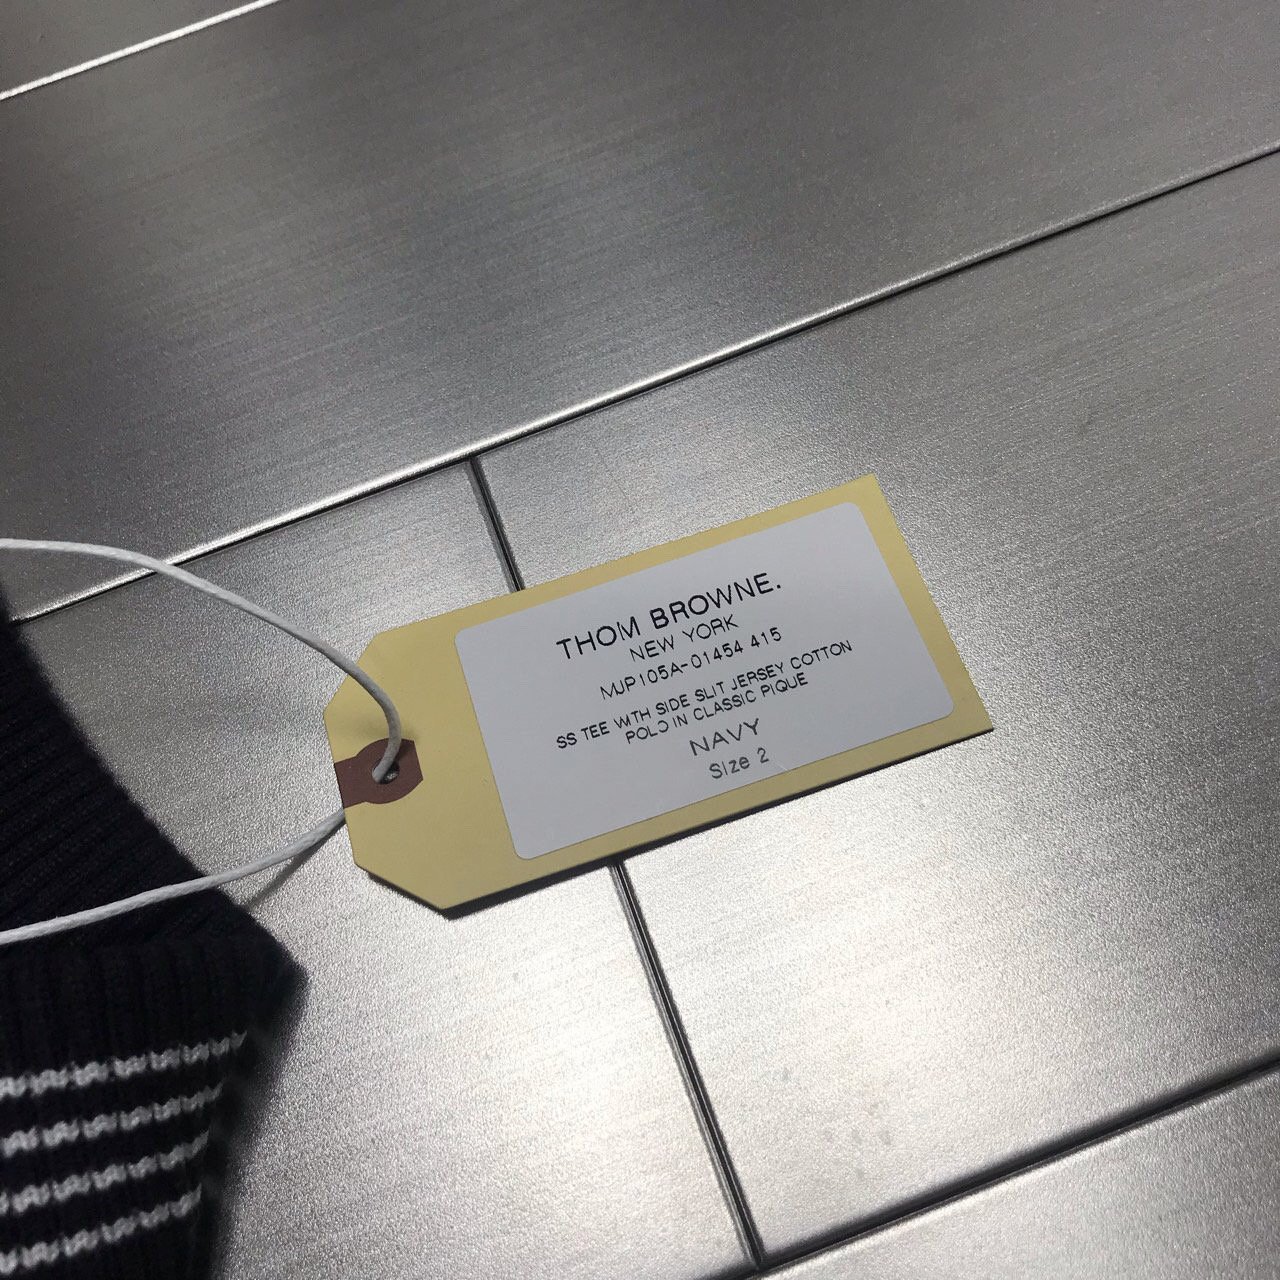 THOM BROWNE.
NEW YORK
MJP105A-01454 415
SS TEE WITH SIDE SLIT JERSEY COTTON
POLO IN CLASSIC PIQUE
NAVY
Size 2